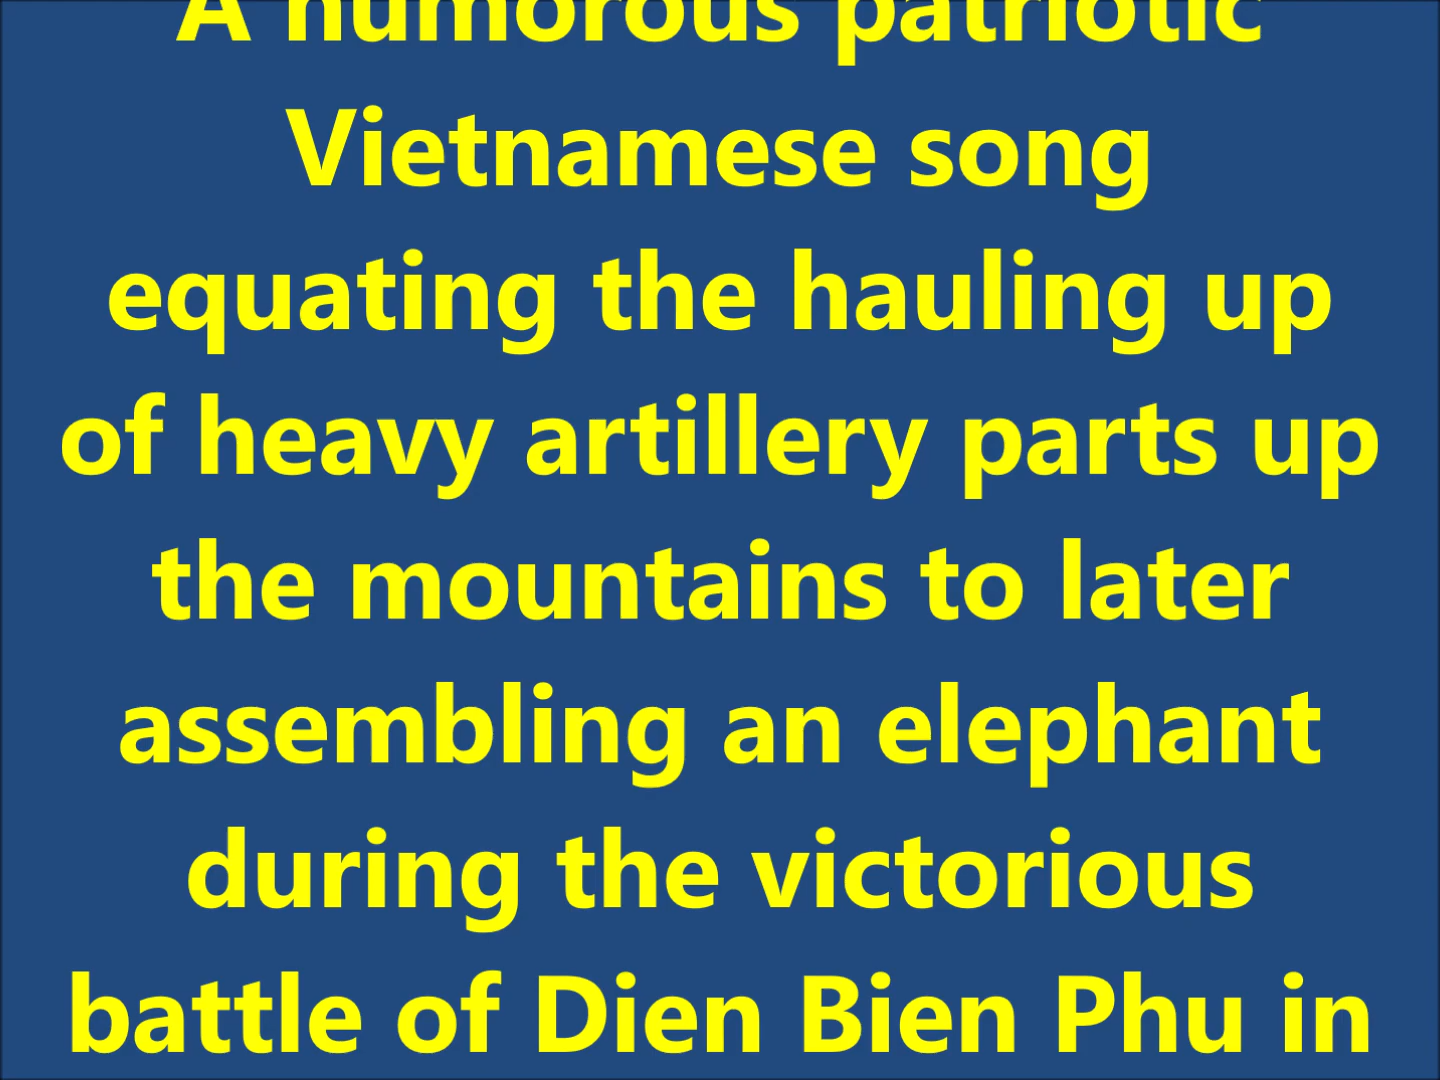 A humorous patriotic
Vietnamese song
equating the hauling up
of heavy artillery parts up
the mountains to later
assembling an elephant
during the victorious
battle of Dien Bien Phu in